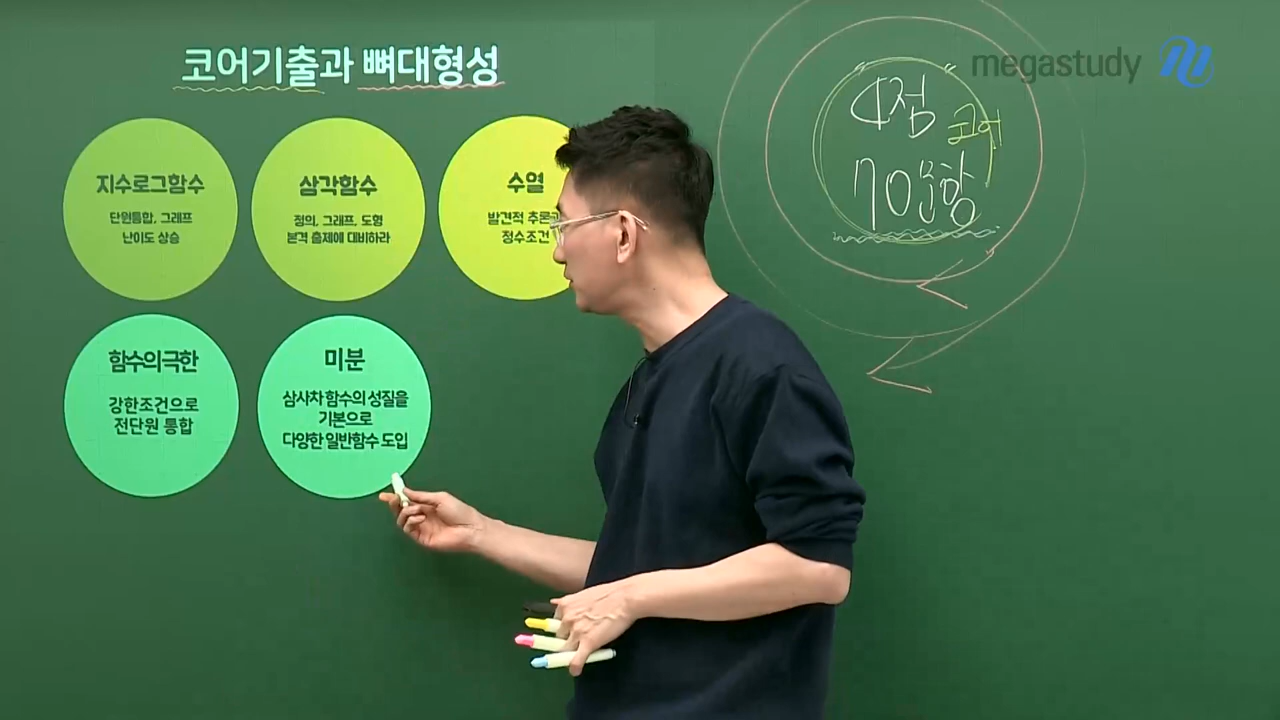 코어기출과 뼈대형성
megastudy
지수로그함수
단원통합, 그래프
난이도 상승
삼각함수
정의, 그래프, 도형
본격 출제에 대비하라
수열
발견적 추론과
정수조건
함수의극한
강한조건으로
전단원 통합
미분
삼사차 함수의 성질을
기본으로
다양한 일반함수 도입
4점 코어
70문항